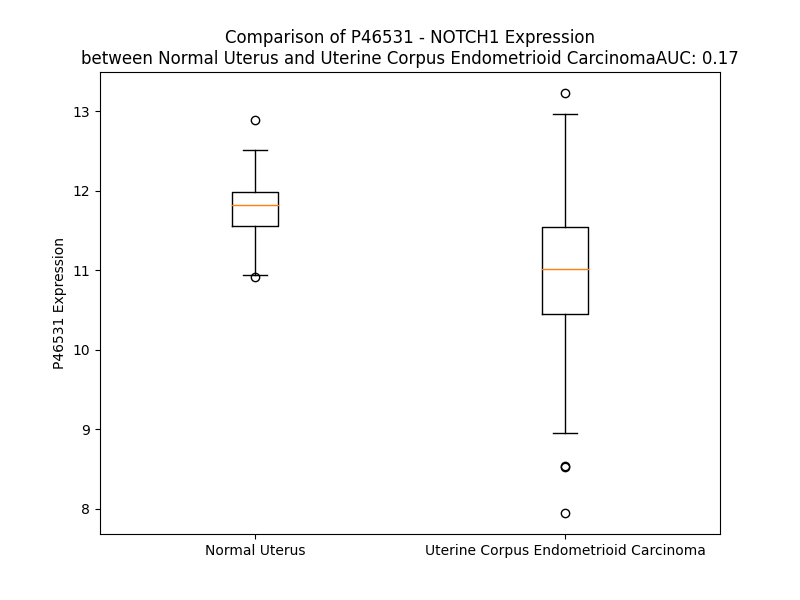 Comparison of P46531 - NOTCH1 Expression
between Normal Uterus and Uterine Corpus Endometrioid CarcinomaAUC: 0.17
13
12
11
10
9
8
P46531 Expression
Normal Uterus
Uterine Corpus Endometrioid Carcinoma